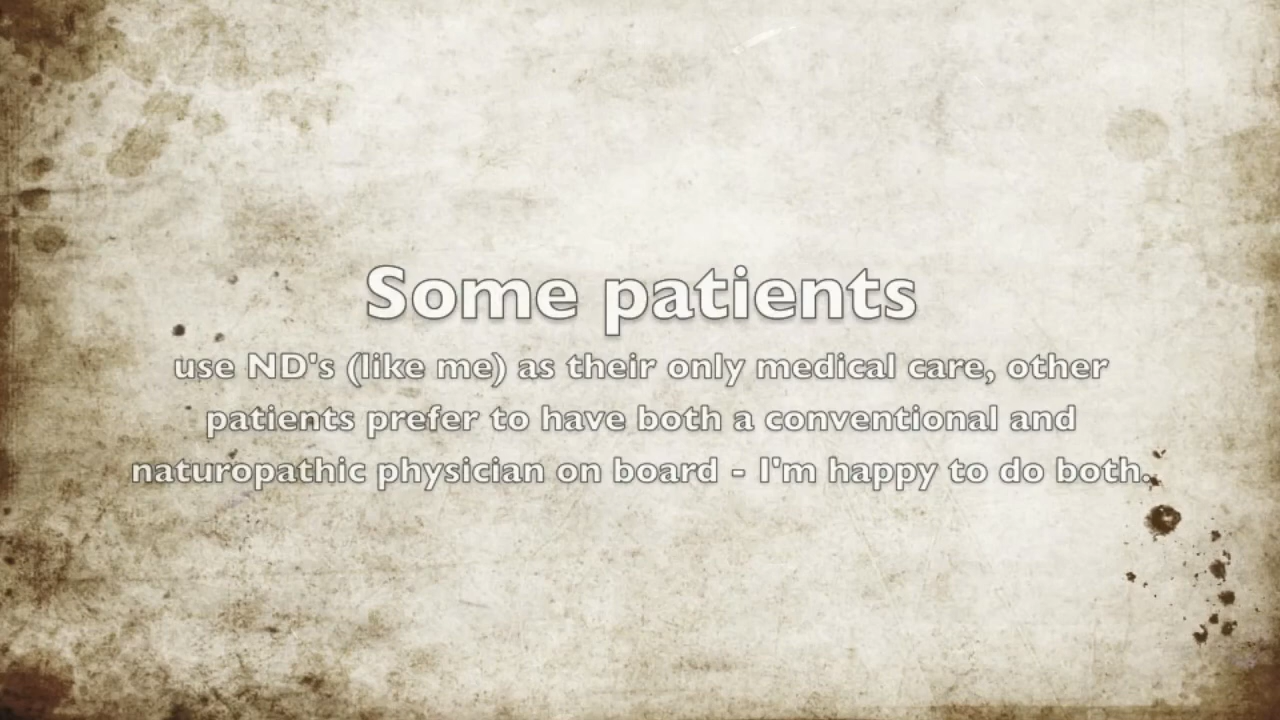 Some patients
use ND's (like me) as their only medical care, other
patients prefer to have both a conventional and
naturopathic physician on board - I'm happy to do both.